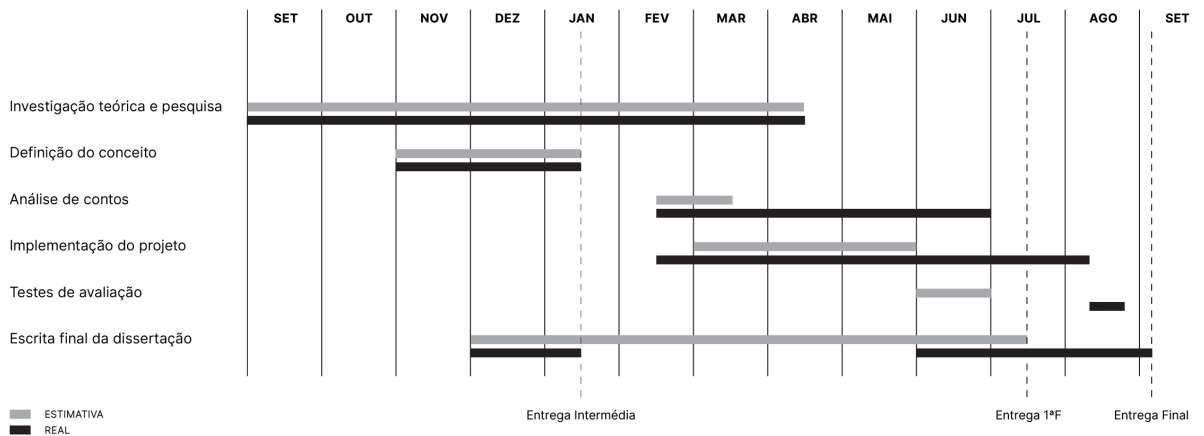 SET OUT NOV DEZ JAN FEV MAR ABR MAI JUN JUL AGO SET
Investigação teórica e pesquisa
Definição do conceito
Análise de contos
Implementação do projeto
Testes de avaliação
Escrita final da dissertação
Entrega Intermédia Entrega 1ªF Entrega Final
ESTIMATIVA
REAL